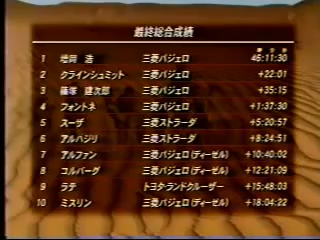 最終総合成績
1 増岡 浩 三菱パジェロ 46:11:30
2 クラインシュミット 三菱パジェロ +22:01
3 篠塚 建次郎 三菱パジェロ +35:15
4 フォントネ 三菱パジェロ +1:37:30
5 スーザ 三菱ストラーダ +5:20:57
6 アルハジリ 三菱ストラーダ +8:24:51
7 アルファン 三菱パジェロ(ディーゼル) +10:40:02
8 コルバーグ 三菱パジェロ(ディーゼル) +12:21:09
9 ラテ トヨタ・ランドクルーザー +15:48:03
10 ミスリン 三菱パジェロ(ディーゼル) +18:04:22